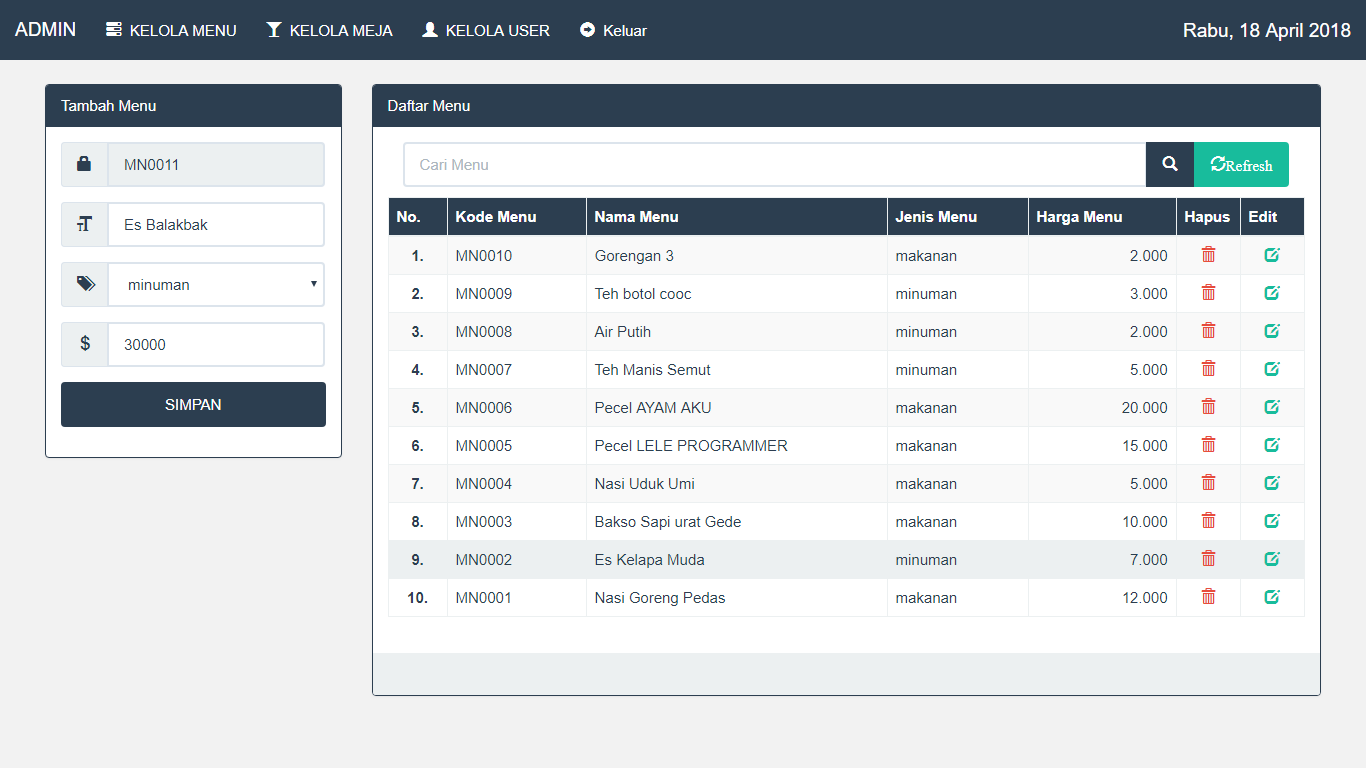 ADMIN KELOLA MENU KELOLA MEJA KELOLA USER Keluar Rabu, 18 April 2018
Tambah Menu
MN0011
Es Balakbak
minuman
$ 30000
SIMPAN
Daftar Menu
Cari Menu Refresh
No. Kode Menu Nama Menu Jenis Menu Harga Menu Hapus Edit
1. MN0010 Gorengan 3 makanan 2.000
2. MN0009 Teh botol cooc minuman 3.000
3. MN0008 Air Putih minuman 2.000
4. MN0007 Teh Manis Semut minuman 5.000
5. MN0006 Pecel AYAM AKU makanan 20.000
6. MN0005 Pecel LELE PROGRAMMER makanan 15.000
7. MN0004 Nasi Uduk Umi makanan 5.000
8. MN0003 Bakso Sapi urat Gede makanan 10.000
9. MN0002 Es Kelapa Muda minuman 7.000
10. MN0001 Nasi Goreng Pedas makanan 12.000